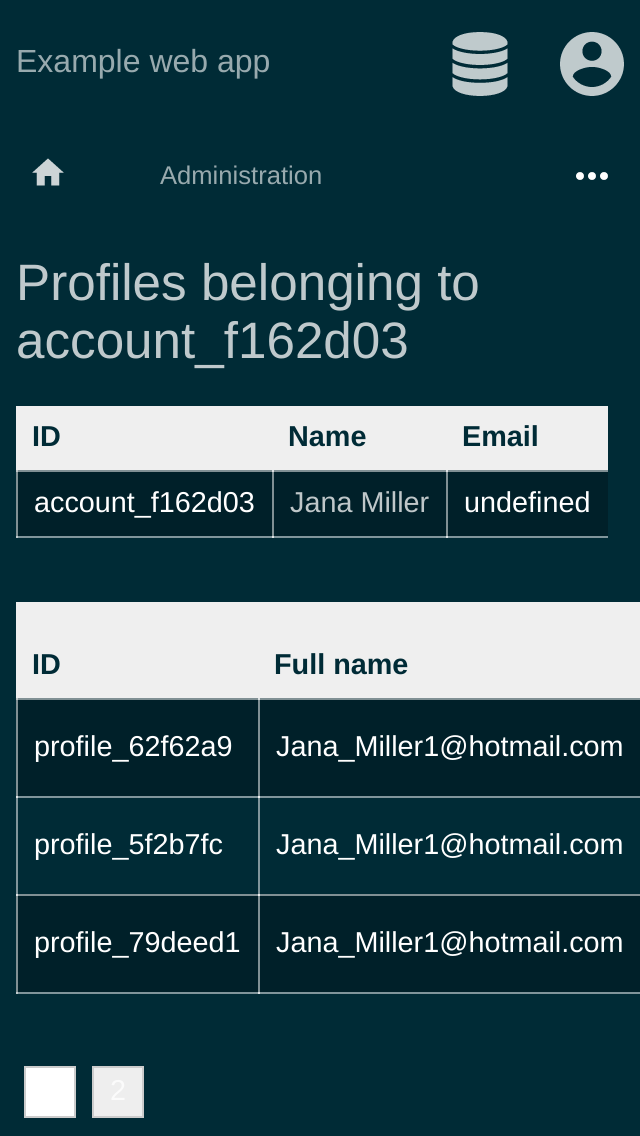 Example web app
Administration
Profiles belonging to
account_f162d03
ID Name Email
account_f162d03 Jana Miller undefined
ID Full name
profile_62f62a9 Jana_Miller1@hotmail.com
profile_5f2b7fc Jana_Miller1@hotmail.com
profile_79deed1 Jana_Miller1@hotmail.com
2